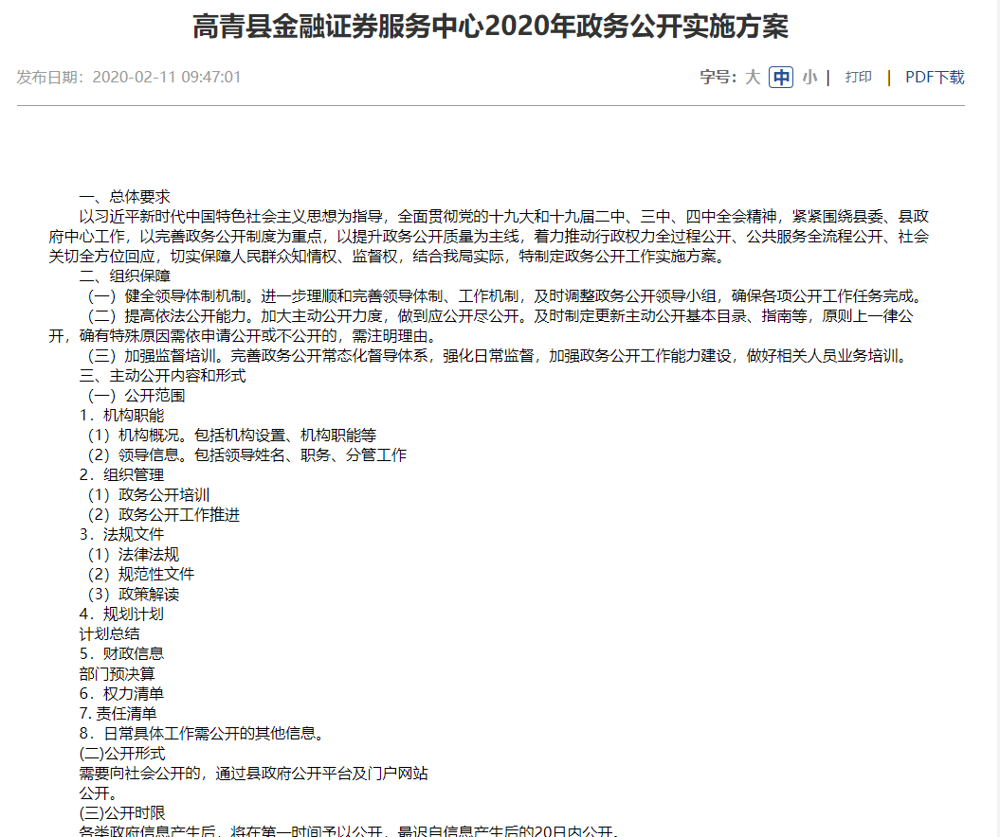 高青县金融证券服务中心2020年政务公开实施方案
发布日期：2020-02-11 09:47:01 字号：大 中 小 | 打印 | PDF下载
一、总体要求
以习近平新时代中国特色社会主义思想为指导，全面贯彻党的十九大和十九届二中、三中、四中全会精神，紧紧围绕县委、县政
府中心工作，以完善政务公开制度为重点，以提升政务公开质量为主线，着力推动行政权力全过程公开、公共服务全流程公开、社会
关切全方位回应，切实保障人民群众知情权、监督权，结合我局实际，特制定政务公开工作实施方案。
二、组织保障
（一）健全领导体制机制。进一步理顺和完善领导体制、工作机制，及时调整政务公开领导小组，确保各项公开工作任务完成。
（二）提高依法公开能力。加大主动公开力度，做到应公开尽公开。及时制定更新主动公开基本目录、指南等，原则上一律公
开，确有特殊原因需依申请公开或不公开的，需注明理由。
（三）加强监督培训。完善政务公开常态化督导体系，强化日常监督，加强政务公开工作能力建设，做好相关人员业务培训。
三、主动公开内容和形式
（一）公开范围
1．机构职能
（1）机构概况。包括机构设置、机构职能等
（2）领导信息。包括领导姓名、职务、分管工作
2．组织管理
（1）政务公开培训
（2）政务公开工作推进
3．法规文件
（1）法律法规
（2）规范性文件
（3）政策解读
4．规划计划
计划总结
5．财政信息
部门预决算
6．权力清单
7. 责任清单
8．日常具体工作需公开的其他信息。
(二)公开形式
需要向社会公开的，通过县政府公开平台及门户网站
公开。
(三)公开时限
各类政府信息产生后，将在第一时间予以公开，最迟自信息产生后的20日内公开。